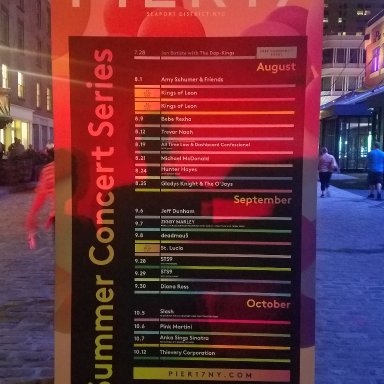 PIER17
SEAPORT DISTRICT NYC
Summer Concert Series
7.28 Jon Batiste with The Dap-Kings
August
8.1 Amy Schumer & Friends
Kings of Leon
Kings of Leon
8.9 Bebe Rexha
8.12 Trevor Noah
8.19 All Time Low & Dashboard Confessional
8.21 Michael McDonald
8.24 Hunter Hayes
8.25 Gladys Knight & The O'Jays
September
9.6 Jeff Dunham
9.7 ZIGGY MARLEY
9.8 deadmau5
St. Lucia
9.28 STS9
9.29 STS9
9.30 Diana Ross
October
10.5 Slash
10.6 Pink Martini
10.7 Anka Sings Sinatra
10.12 Thievery Corporation
PIER17NY.COM